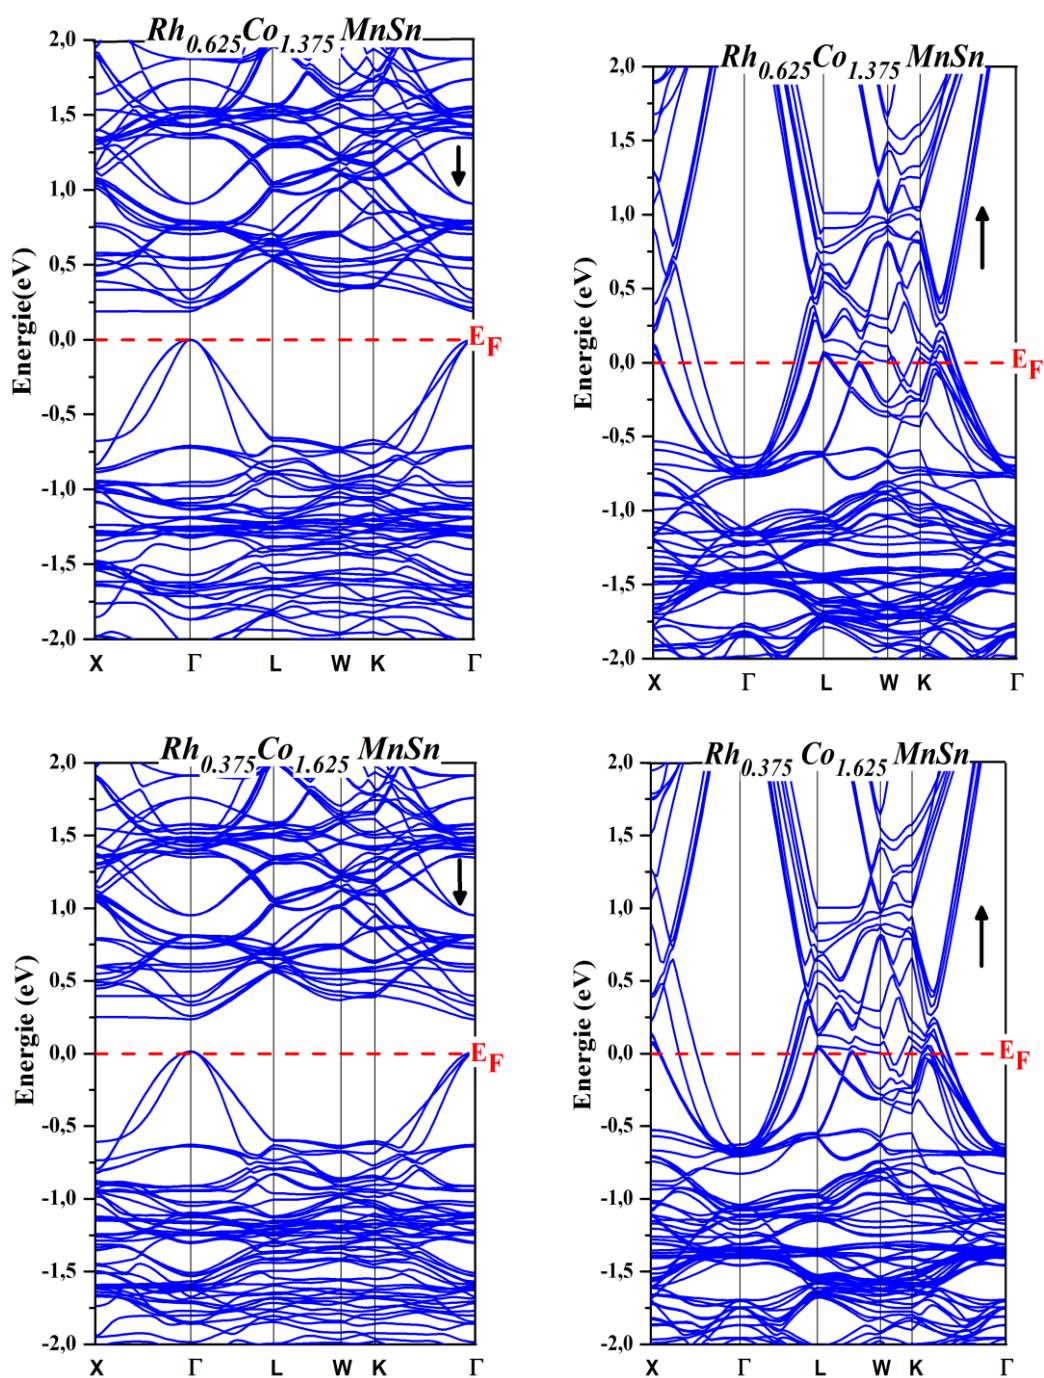 Rh0.625Co1.375MnSn
Energie(eV)
2,0
1,5
1,0
0,5
0,0
-0,5
-1,0
-1,5
-2,0
EF
X Γ L W K Γ
Rh0.625Co1.375MnSn
Energie (eV)
2,0
1,5
1,0
0,5
0,0
-0,5
-1,0
-1,5
-2,0
EF
X Γ L W K Γ
Rh0.375Co1.625MnSn
Energie (eV)
2,0
1,5
1,0
0,5
0,0
-0,5
-1,0
-1,5
-2,0
EF
X Γ L W K Γ
Rh0.375Co1.625MnSn
Energie (eV)
2,0
1,5
1,0
0,5
0,0
-0,5
-1,0
-1,5
-2,0
EF
X Γ L W K Γ